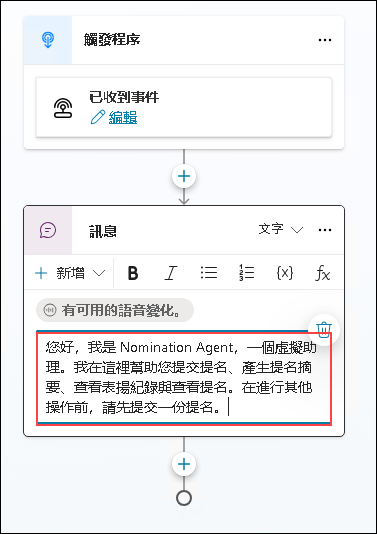 觸發程序
已收到事件
編輯
訊息
文字
新增 B I {x} fx
有可用的語音變化。
您好，我是 Nomination Agent，一個虛擬助
理。我在這裡幫助您提交提名、產生提名摘
要、查看表揚紀錄與查看提名。在進行其他
操作前，請先提交一份提名。